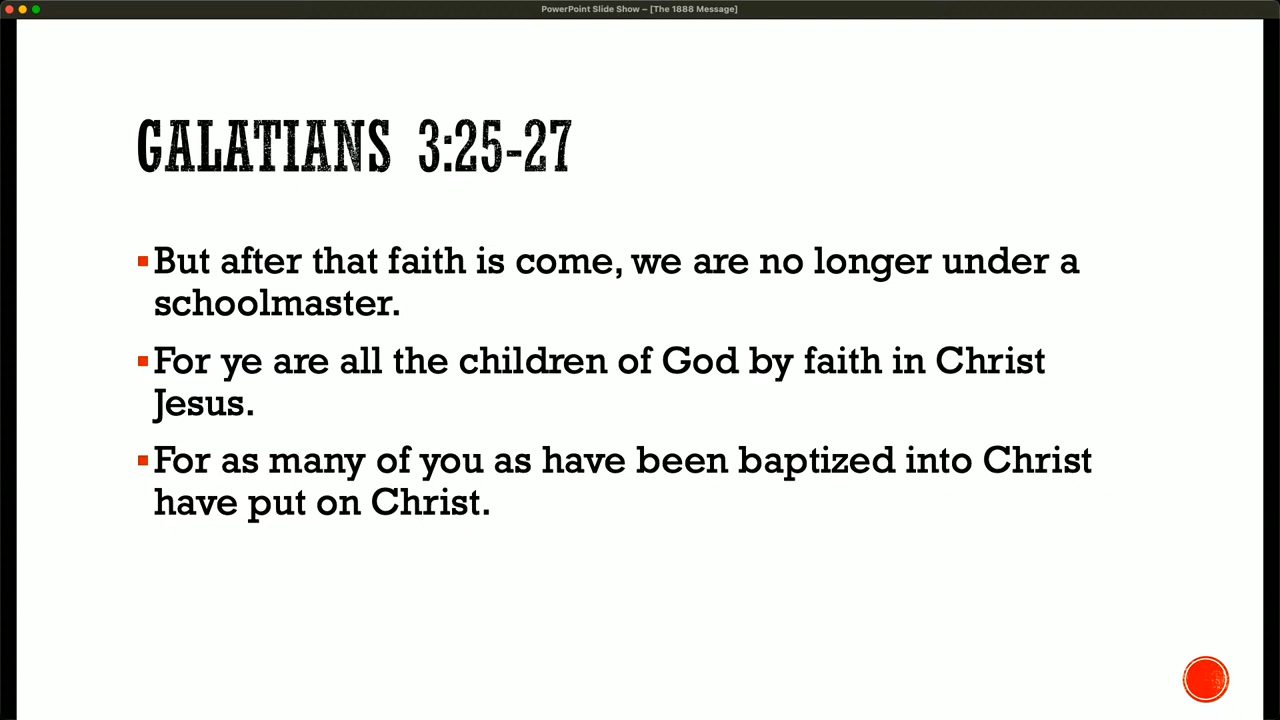 PowerPoint Slide Show – [The 1888 Message]
GALATIANS 3:25-27
▪But after that faith is come, we are no longer under a
schoolmaster.
▪For ye are all the children of God by faith in Christ
Jesus.
▪For as many of you as have been baptized into Christ
have put on Christ.